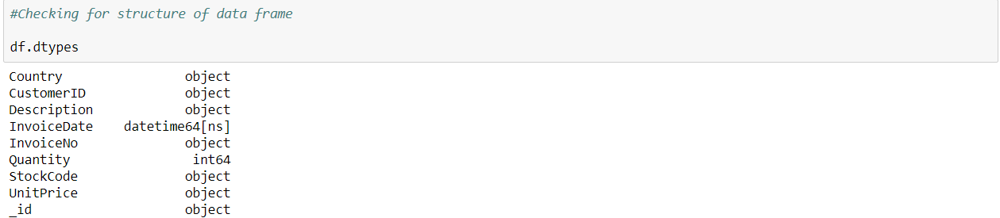 #Checking for structure of data frame
df.dtypes
Country object
CustomerID object
Description object
InvoiceDate datetime64[ns]
InvoiceNo object
Quantity int64
StockCode object
UnitPrice object
_id object